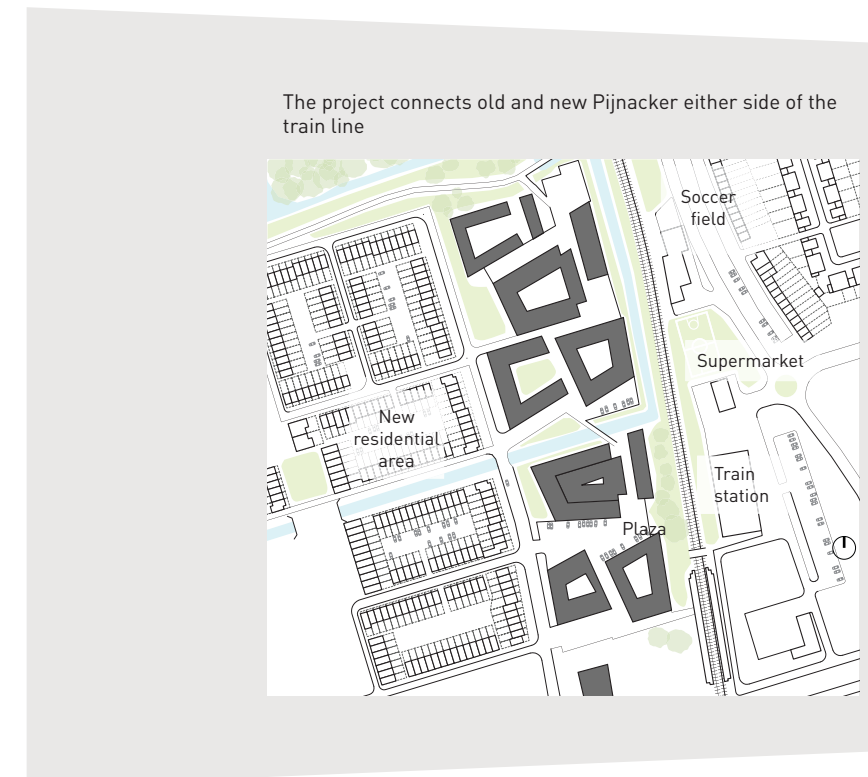 The project connects old and new Pijnacker either side of the
train line
Soccer
field
Supermarket
New
residential
area
Train
station
Plaza